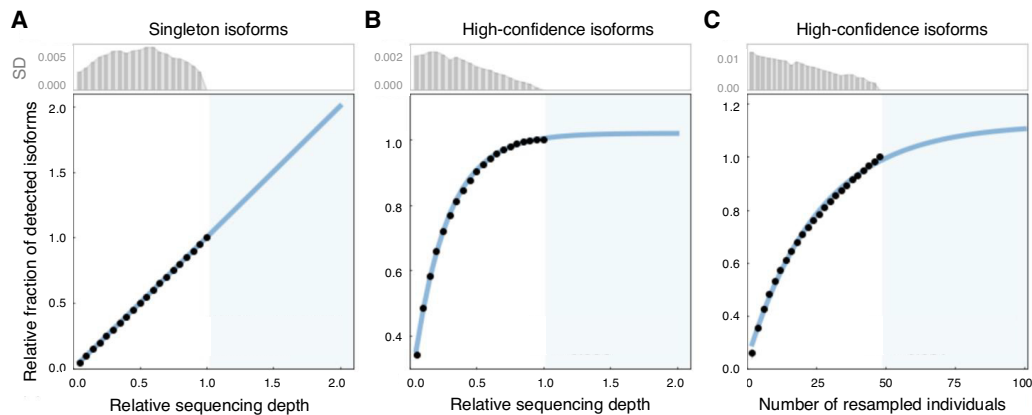 A
Singleton isoforms
SD
0.005
0.000
Relative fraction of detected isoforms
2.0
1.5
1.0
0.5
0.0
0.0 0.5 1.0 1.5 2.0
Relative sequencing depth
B
High-confidence isoforms
0.002
0.000
1.0
0.8
0.6
0.4
0.0 0.5 1.0 1.5 2.0
Relative sequencing depth
C
High-confidence isoforms
0.01
0.00
1.2
1.0
0.8
0.6
0.4
0.0
0 25 50 75 100
Number of resampled individuals